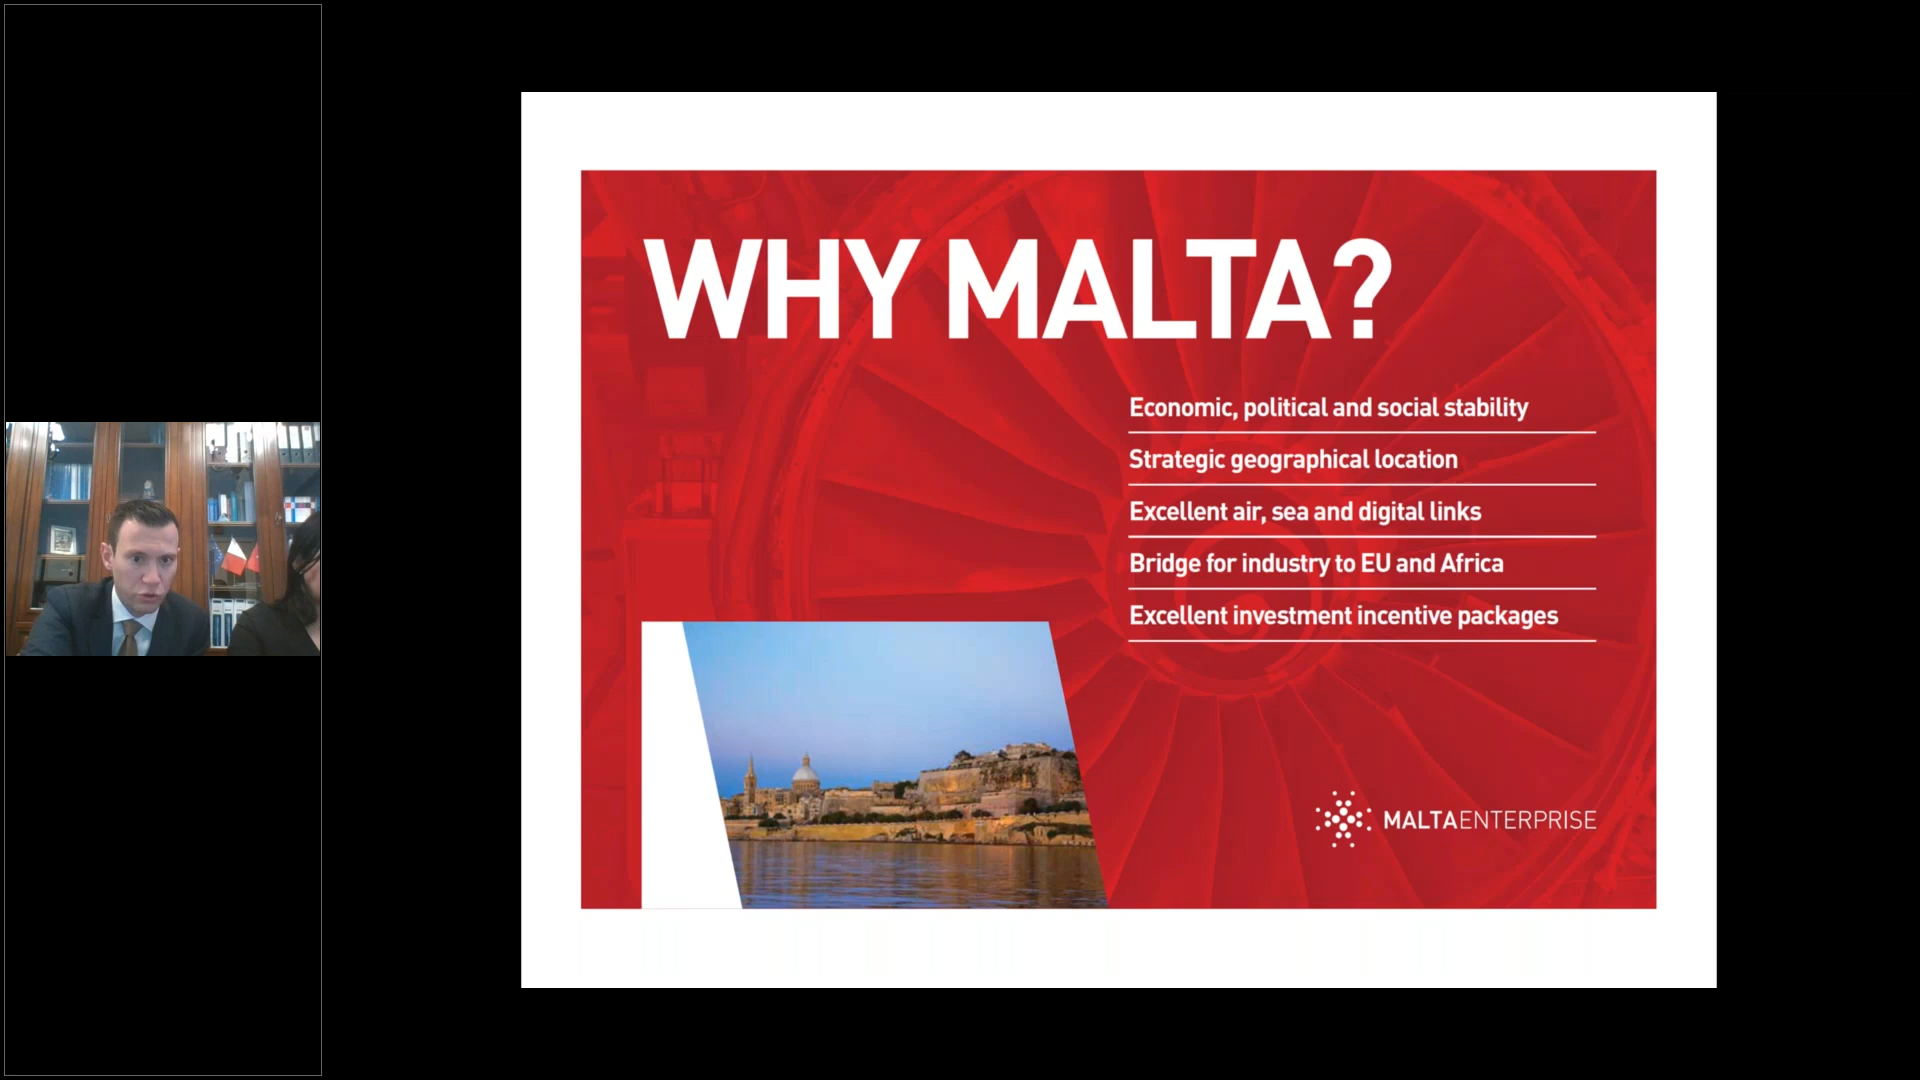 WHY MALTA?
Economic, political and social stability
Strategic geographical location
Excellent air, sea and digital links
Bridge for industry to EU and Africa
Excellent investment incentive packages
MALTAENTERPRISE